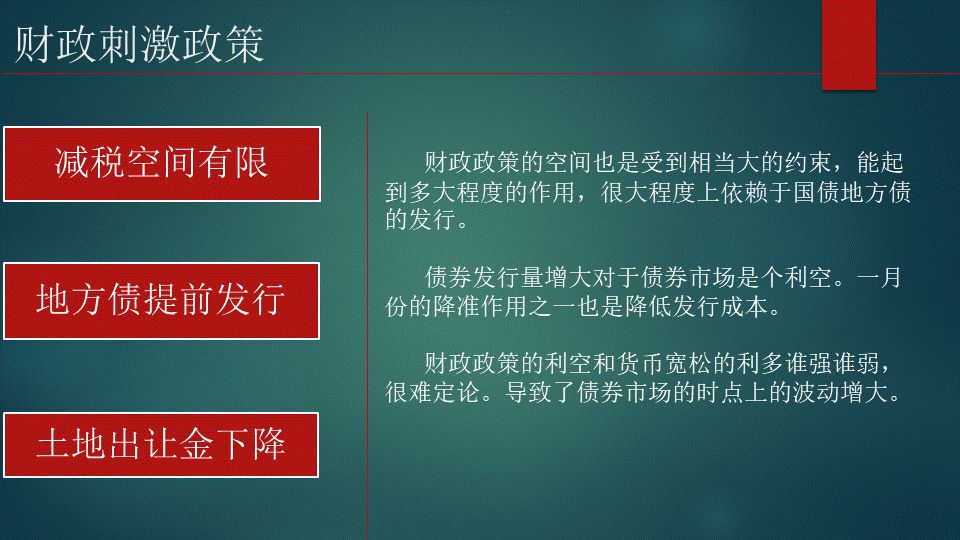 财政刺激政策
减税空间有限
地方债提前发行
土地出让金下降
财政政策的空间也是受到相当大的约束，能起
到多大程度的作用，很大程度上依赖于国债地方债
的发行。
债券发行量增大对于债券市场是个利空。一月
份的降准作用之一也是降低发行成本。
财政政策的利空和货币宽松的利多谁强谁弱，
很难定论。导致了债券市场的时点上的波动增大。